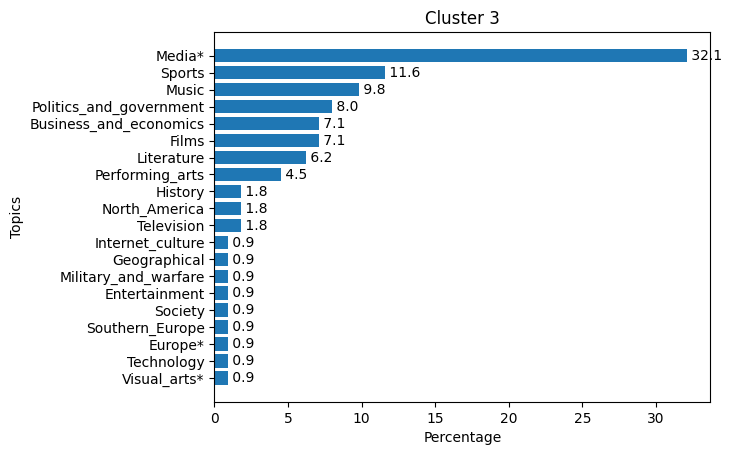 Cluster 3
Topics
Media* 32.1
Sports 11.6
Music 9.8
Politics_and_government 8.0
Business_and_economics 7.1
Films 7.1
Literature 6.2
Performing_arts 4.5
History 1.8
North_America 1.8
Television 1.8
Internet_culture 0.9
Geographical 0.9
Military_and_warfare 0.9
Entertainment 0.9
Society 0.9
Southern_Europe 0.9
Europe* 0.9
Technology 0.9
Visual_arts* 0.9
0 5 10 15 20 25 30
Percentage